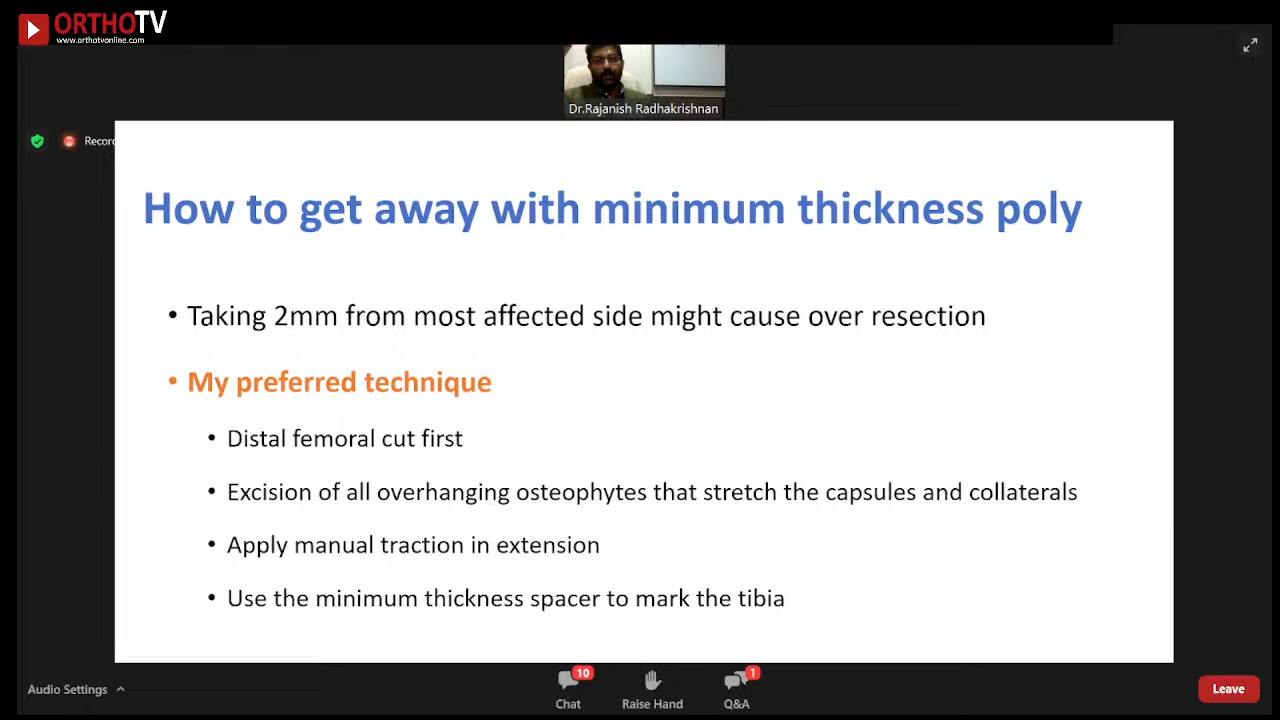 ORTHOTV
www.orthotvonline.com
Dr.Rajanish Radhakrishnan
Recor
How to get away with minimum thickness poly
• Taking 2mm from most affected side might cause over resection
• My preferred technique
• Distal femoral cut first
• Excision of all overhanging osteophytes that stretch the capsules and collaterals
• Apply manual traction in extension
• Use the minimum thickness spacer to mark the tibia
Audio Settings
10
Chat
Raise Hand
1
Q&A
Leave